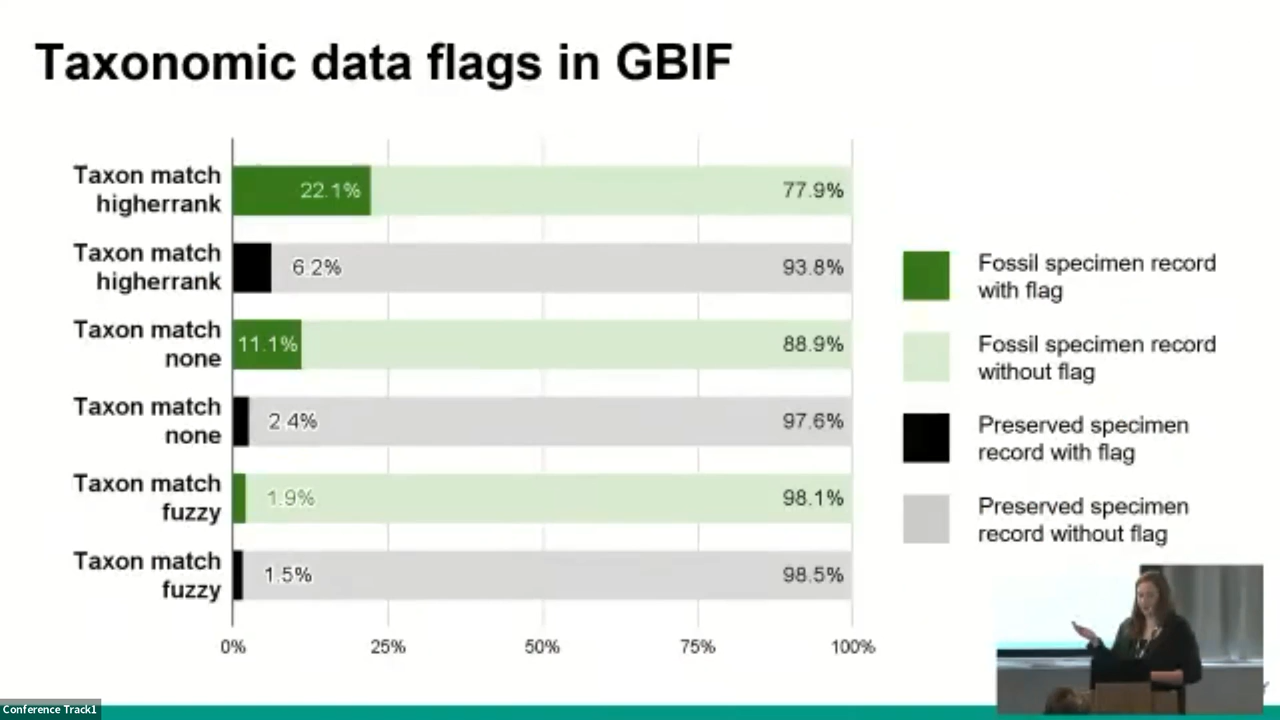 Taxonomic data flags in GBIF
Taxon match
higherrank
22.1%
77.9%
Taxon match
higherrank
6.2%
93.8%
Taxon match
none
11.1%
88.9%
Taxon match
none
2.4%
97.6%
Taxon match
fuzzy
1.9%
98.1%
Taxon match
fuzzy
1.5%
98.5%
0%
25%
50%
75%
100%
Fossil specimen record
with flag
Fossil specimen record
without flag
Preserved specimen
record with flag
Preserved specimen
record without flag
Conference Track1